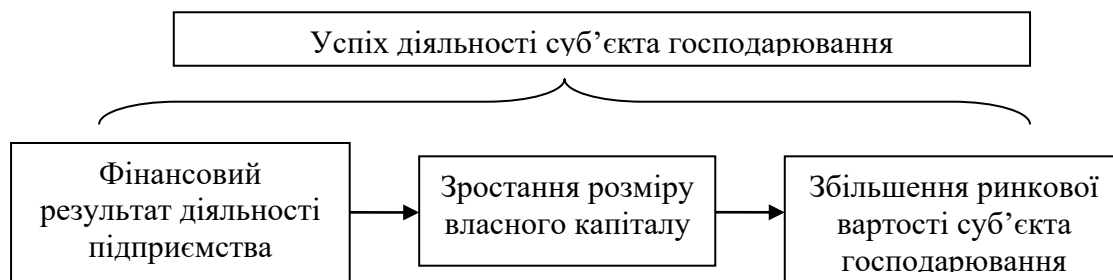 Успіх діяльності суб’єкта господарювання
Фінансовий
результат діяльності
підприємства
Зростання розміру
власного капіталу
Збільшення ринкової
вартості суб’єкта
господарювання